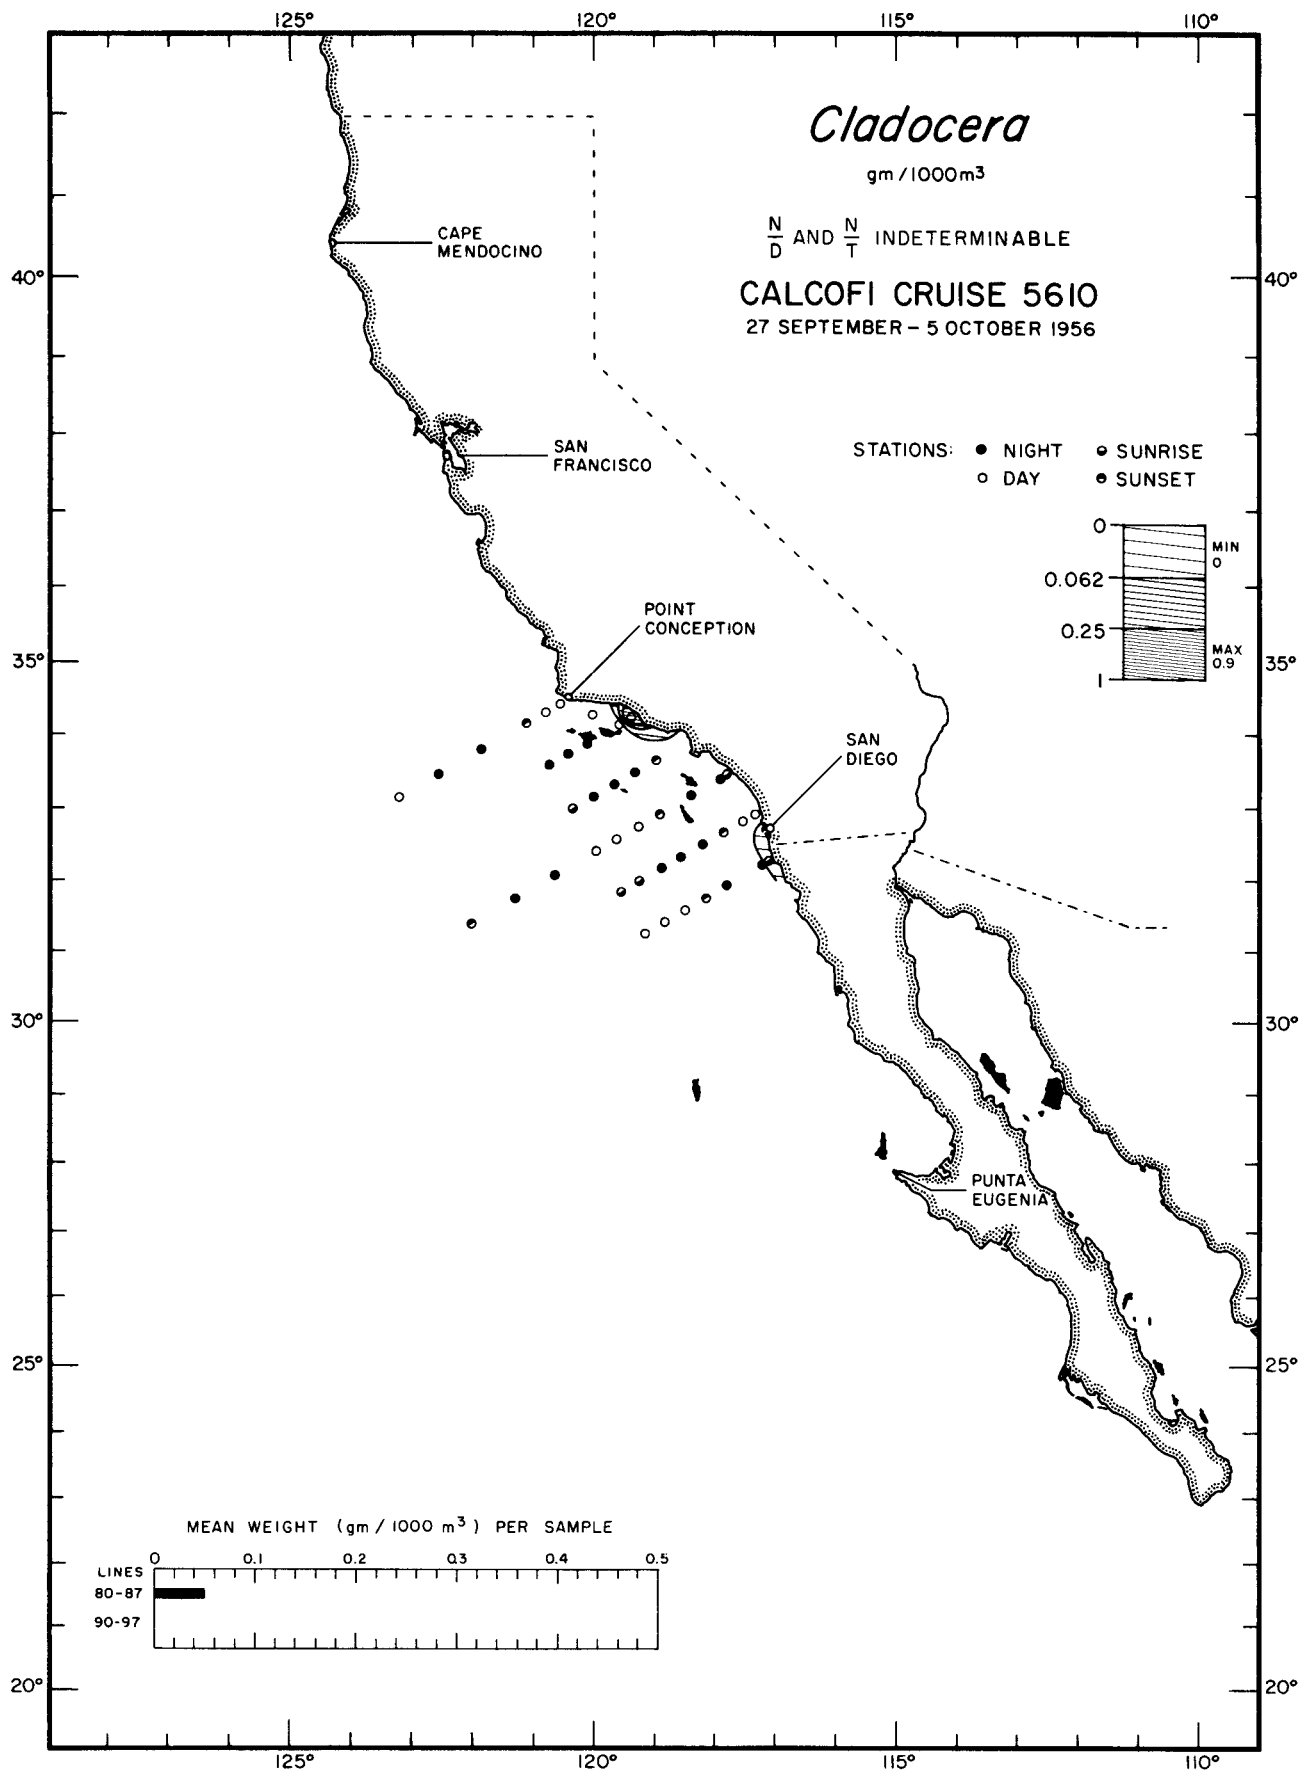 125° 120° 115° 110°
Cladocera
gm/1000m³
N/D AND N/T INDETERMINABLE
CALCOFI CRUISE 5610
27 SEPTEMBER – 5 OCTOBER 1956
CAPE
MENDOCINO
40° 40°
STATIONS: NIGHT SUNRISE
DAY SUNSET
SAN
FRANCISCO
0
MIN
0
0.062
0.25
MAX
0.9
1
POINT
CONCEPTION
35° 35°
SAN
DIEGO
30° 30°
PUNTA
EUGENIA
25° 25°
MEAN WEIGHT (gm/1000 m³) PER SAMPLE
0 0.1 0.2 0.3 0.4 0.5
LINES
80-87
90-97
20° 20°
125° 120° 115° 110°